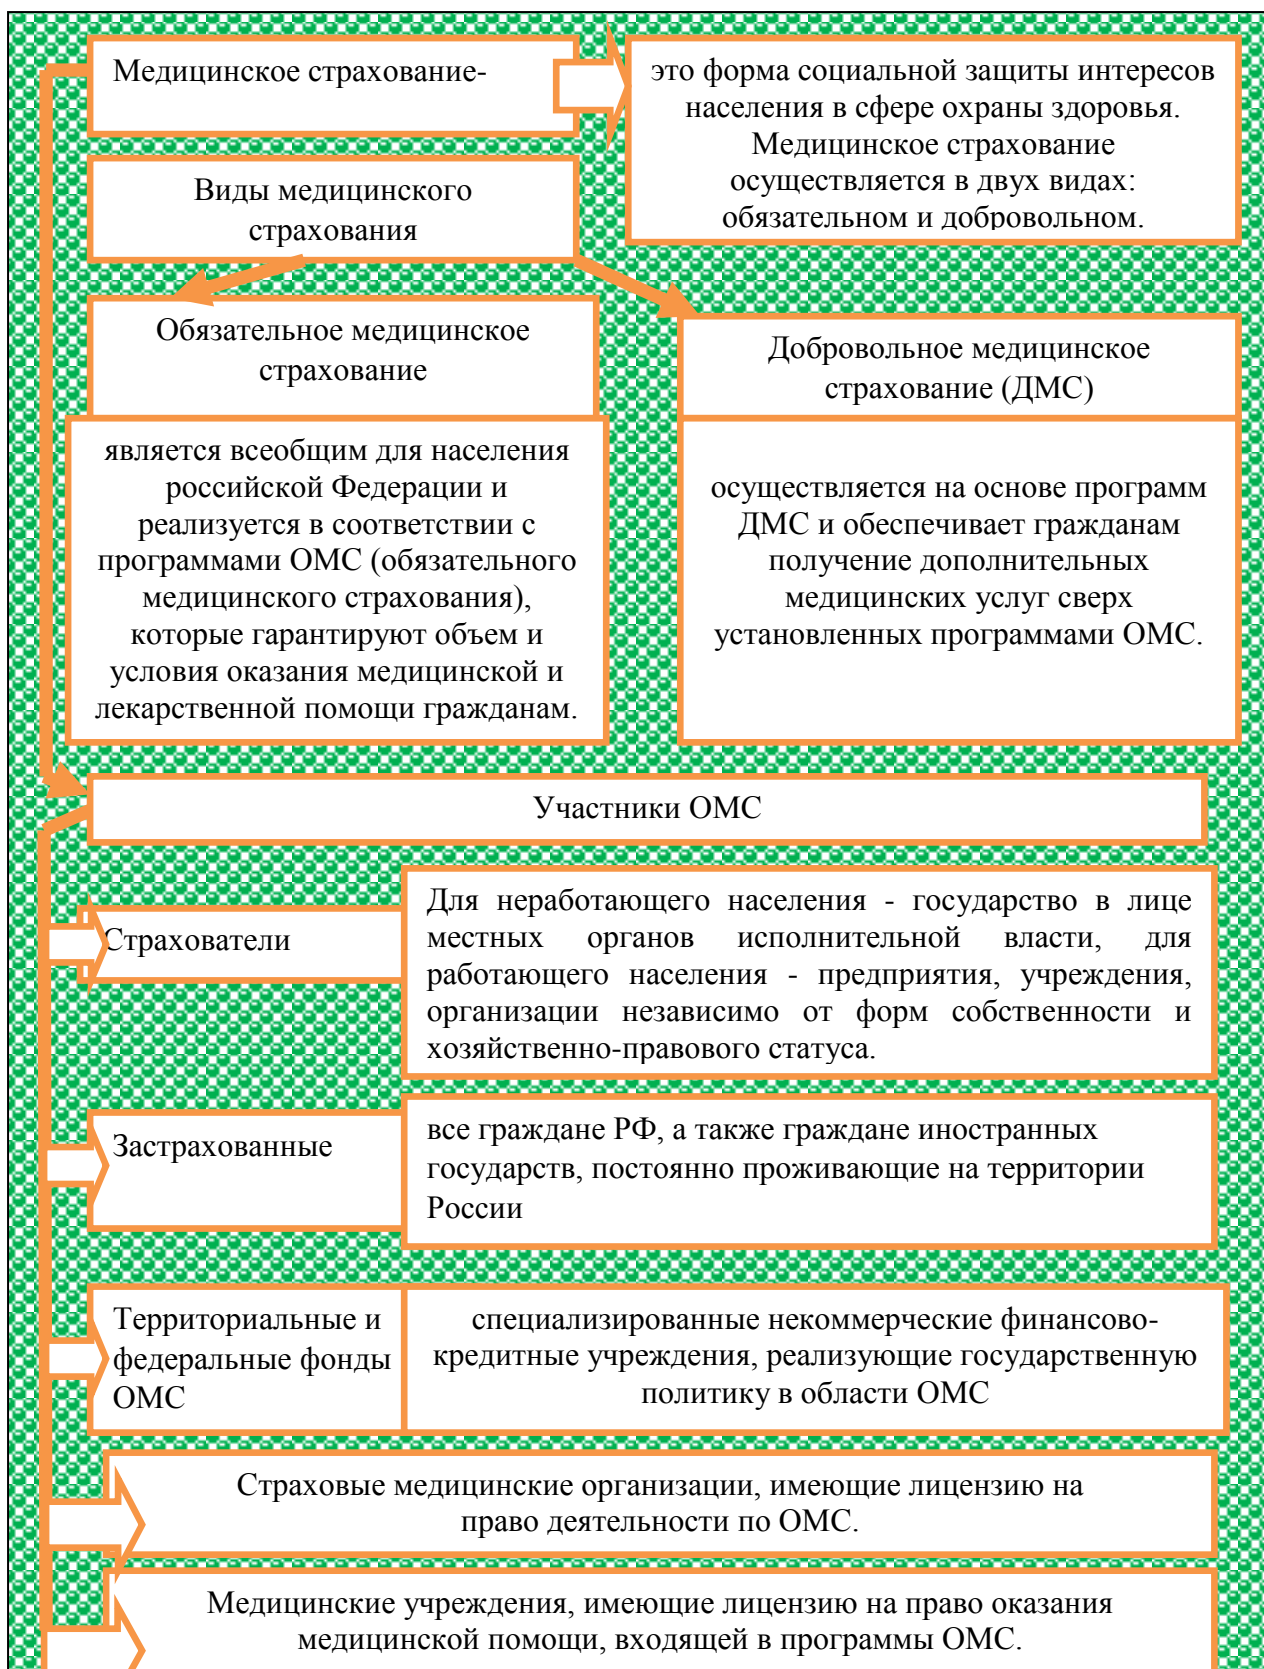 Медицинское страхование-
это форма социальной защиты интересов
населения в сфере охраны здоровья.
Медицинское страхование
осуществляется в двух видах:
обязательном и добровольном.
Виды медицинского
страхования
Обязательное медицинское
страхование
Добровольное медицинское
страхование (ДМС)
является всеобщим для населения
российской Федерации и
реализуется в соответствии с
программами ОМС (обязательного
медицинского страхования),
которые гарантируют объем и
условия оказания медицинской и
лекарственной помощи гражданам.
осуществляется на основе программ
ДМС и обеспечивает гражданам
получение дополнительных
медицинских услуг сверх
установленных программами ОМС.
Участники ОМС
Страхователи
Для неработающего населения - государство в лице
местных органов исполнительной власти, для
работающего населения - предприятия, учреждения,
организации независимо от форм собственности и
хозяйственно-правового статуса.
Застрахованные
все граждане РФ, а также граждане иностранных
государств, постоянно проживающие на территории
России
Территориальные и
федеральные фонды
ОМС
специализированные некоммерческие финансово-
кредитные учреждения, реализующие государственную
политику в области ОМС
Страховые медицинские организации, имеющие лицензию на
право деятельности по ОМС.
Медицинские учреждения, имеющие лицензию на право оказания
медицинской помощи, входящей в программы ОМС.